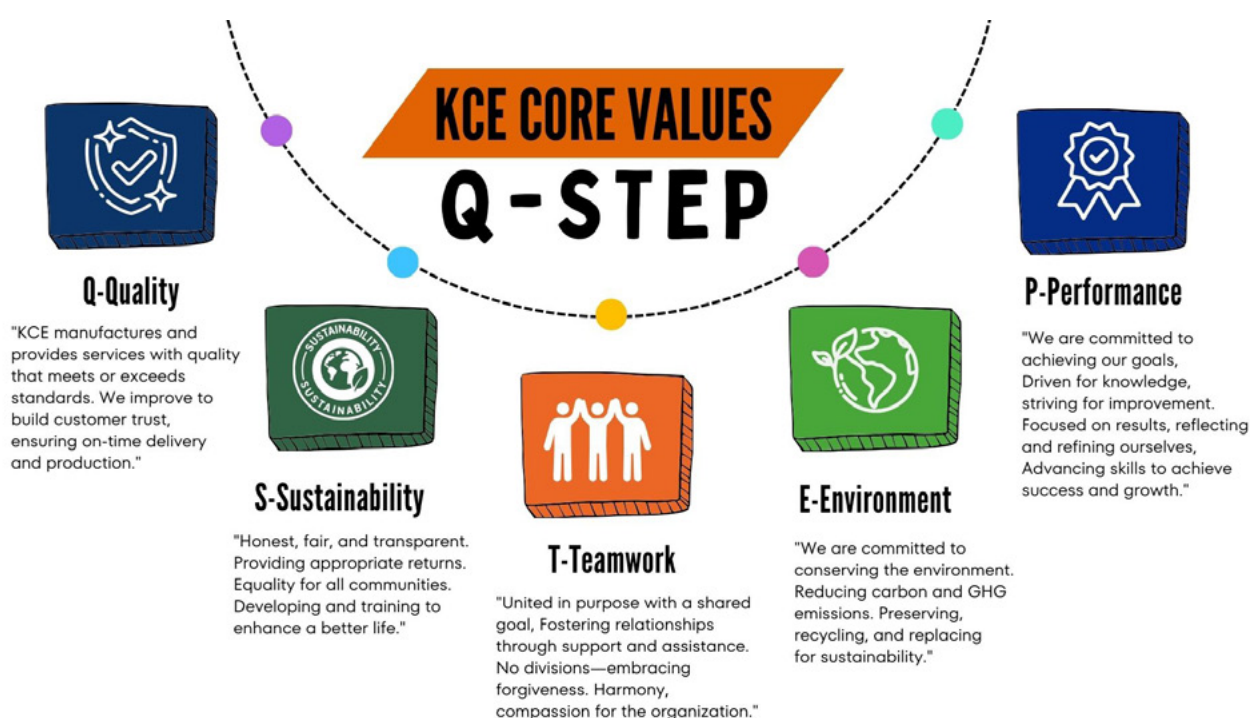 KCE CORE VALUES
Q-STEP
Q-Quality
"KCE manufactures and
provides services with quality
that meets or exceeds
standards. We improve to
build customer trust,
ensuring on-time delivery
and production."
SUSTAINABILITY
SUSTAINABILITY
S-Sustainability
"Honest, fair, and transparent.
Providing appropriate returns.
Equality for all communities.
Developing and training to
enhance a better life."
T-Teamwork
"United in purpose with a shared
goal, Fostering relationships
through support and assistance.
No divisions—embracing
forgiveness. Harmony,
compassion for the organization."
E-Environment
"We are committed to
conserving the environment.
Reducing carbon and GHG
emissions. Preserving,
recycling, and replacing
for sustainability."
P-Performance
"We are committed to
achieving our goals,
Driven for knowledge,
striving for improvement.
Focused on results, reflecting
and refining ourselves,
Advancing skills to achieve
success and growth."